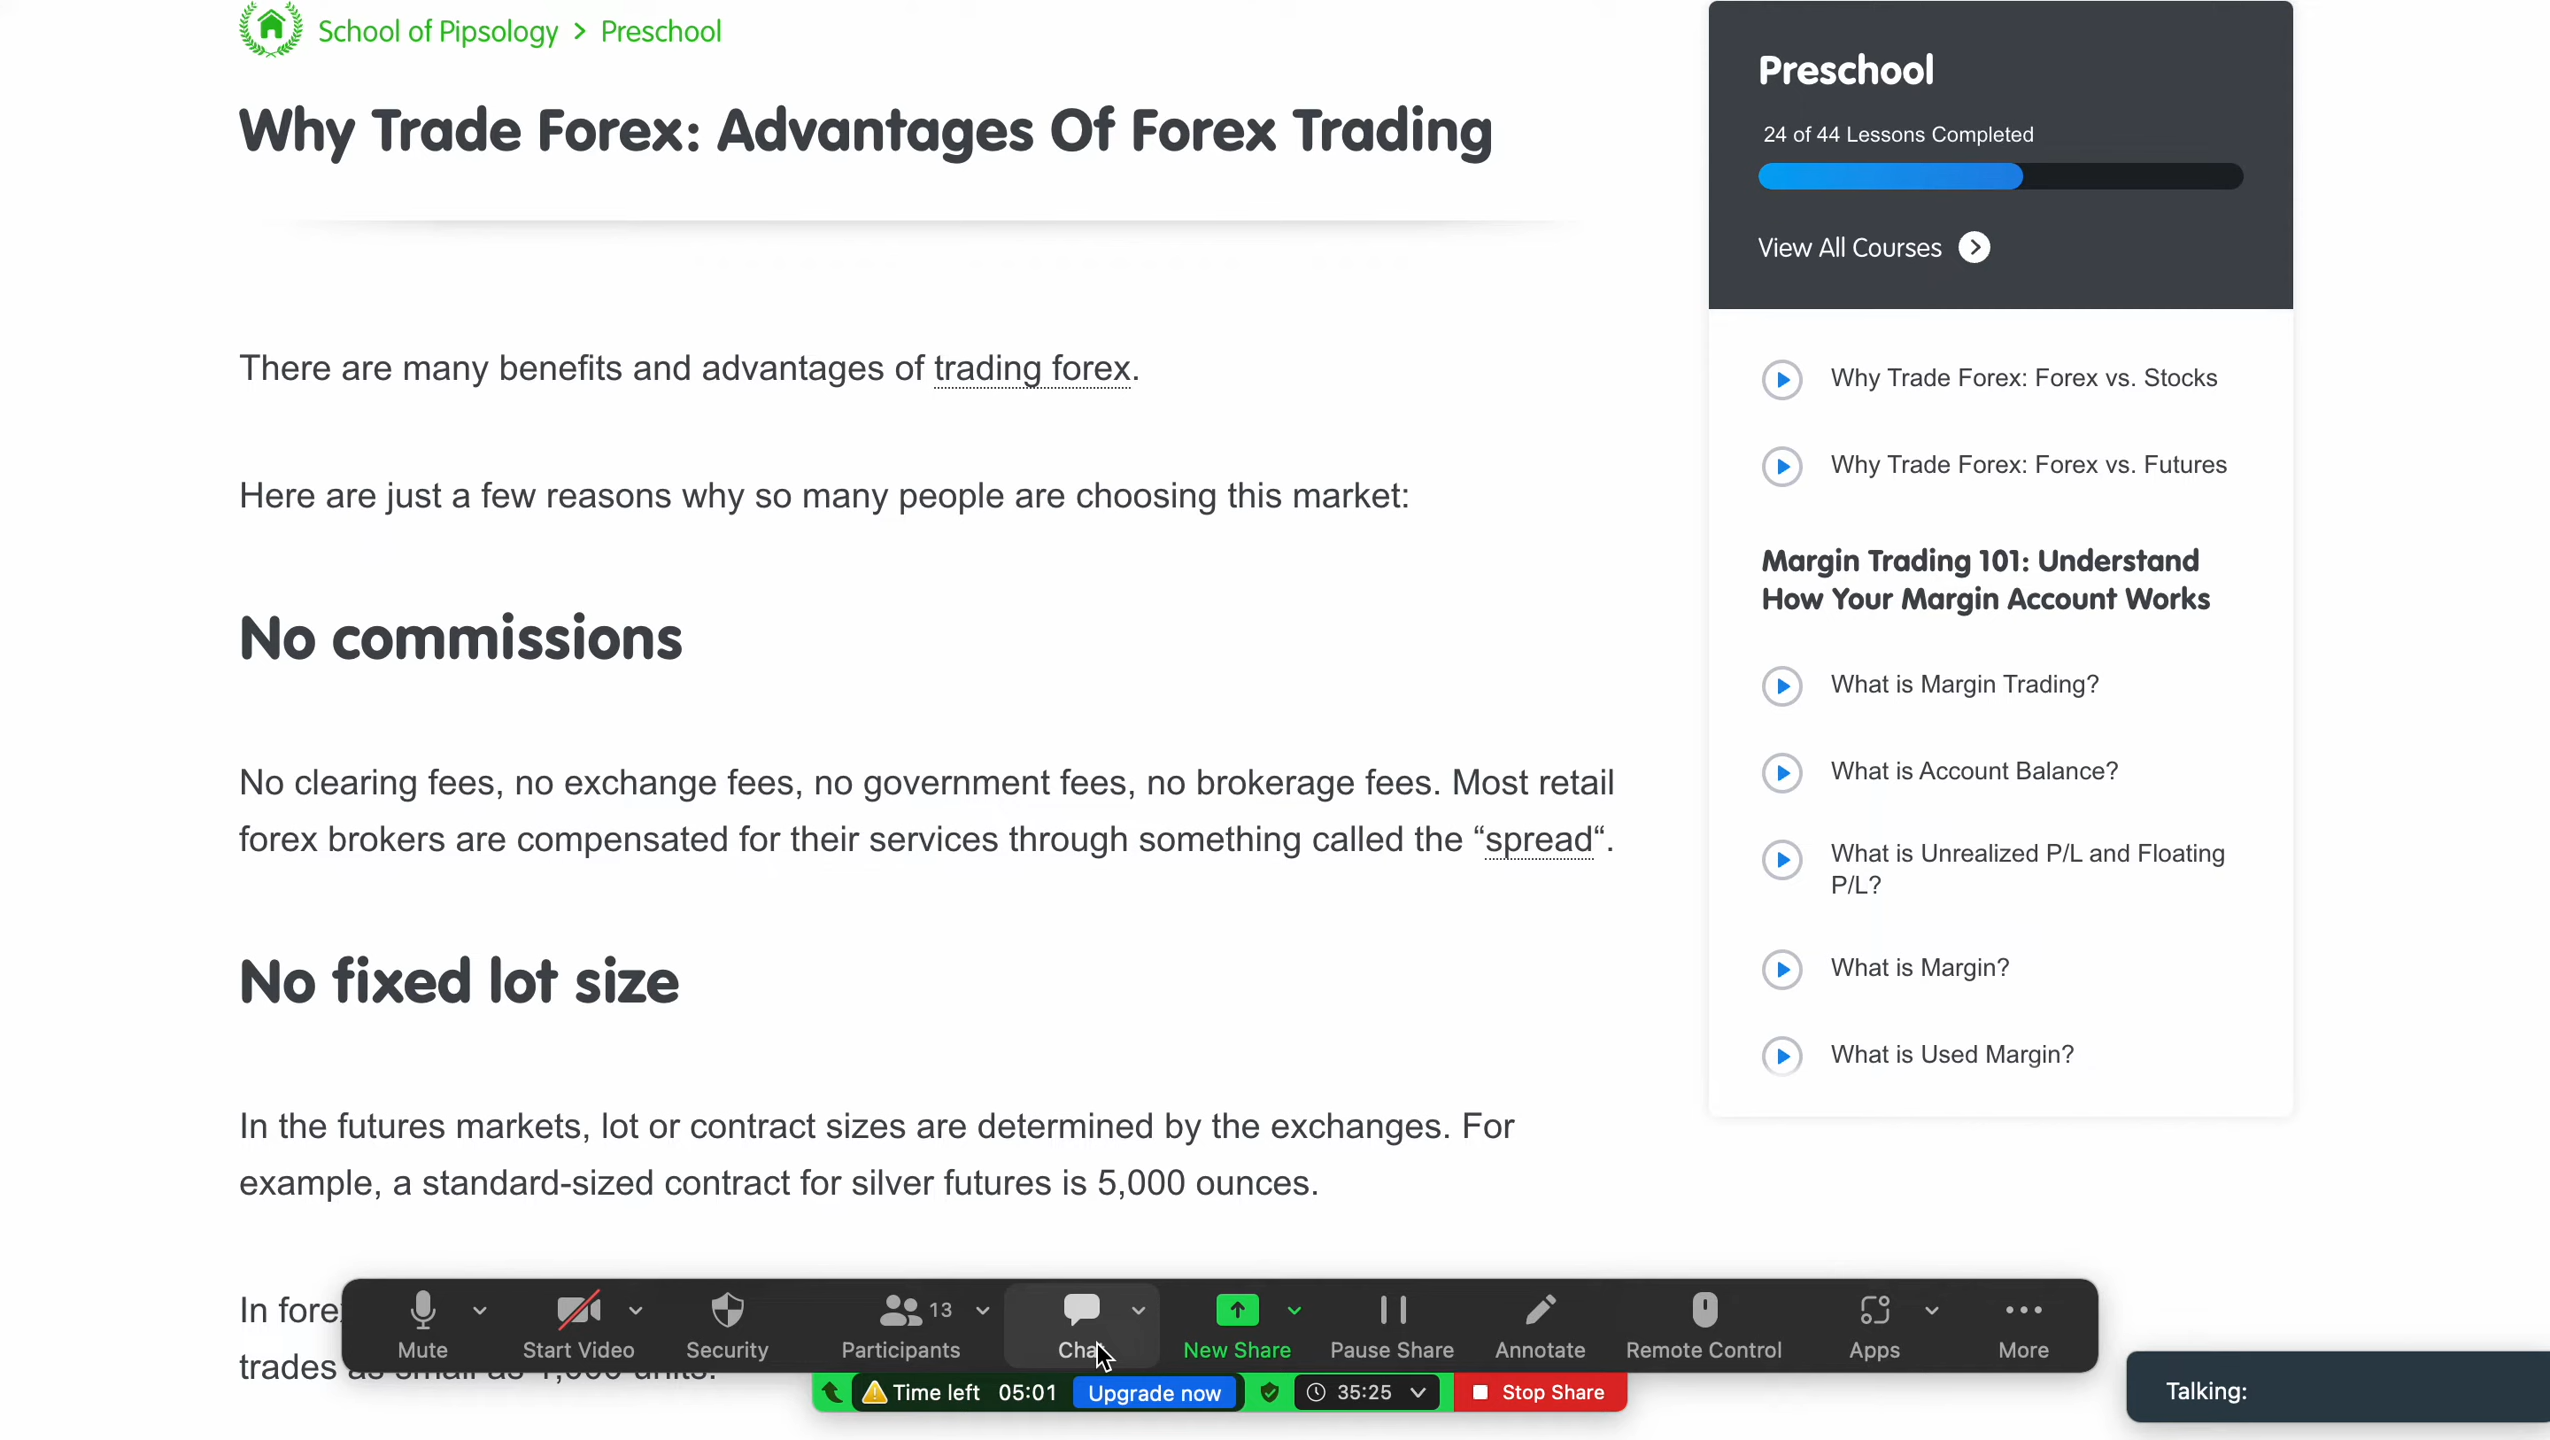 School of Pipsology > Preschool
Why Trade Forex: Advantages Of Forex Trading
There are many benefits and advantages of trading forex.
Here are just a few reasons why so many people are choosing this market:
No commissions
No clearing fees, no exchange fees, no government fees, no brokerage fees. Most retail
forex brokers are compensated for their services through something called the “spread“.
No fixed lot size
In the futures markets, lot or contract sizes are determined by the exchanges. For
example, a standard-sized contract for silver futures is 5,000 ounces.
In forex
trades as small as 1,000 units.
Preschool
24 of 44 Lessons Completed
View All Courses
Why Trade Forex: Forex vs. Stocks
Why Trade Forex: Forex vs. Futures
Margin Trading 101: Understand
How Your Margin Account Works
What is Margin Trading?
What is Account Balance?
What is Unrealized P/L and Floating
P/L?
What is Margin?
What is Used Margin?
13
Mute
Start Video
Security
Participants
Chat
New Share
Pause Share
Annotate
Remote Control
Apps
More
Time left 05:01
Upgrade now
35:25
Stop Share
Talking: